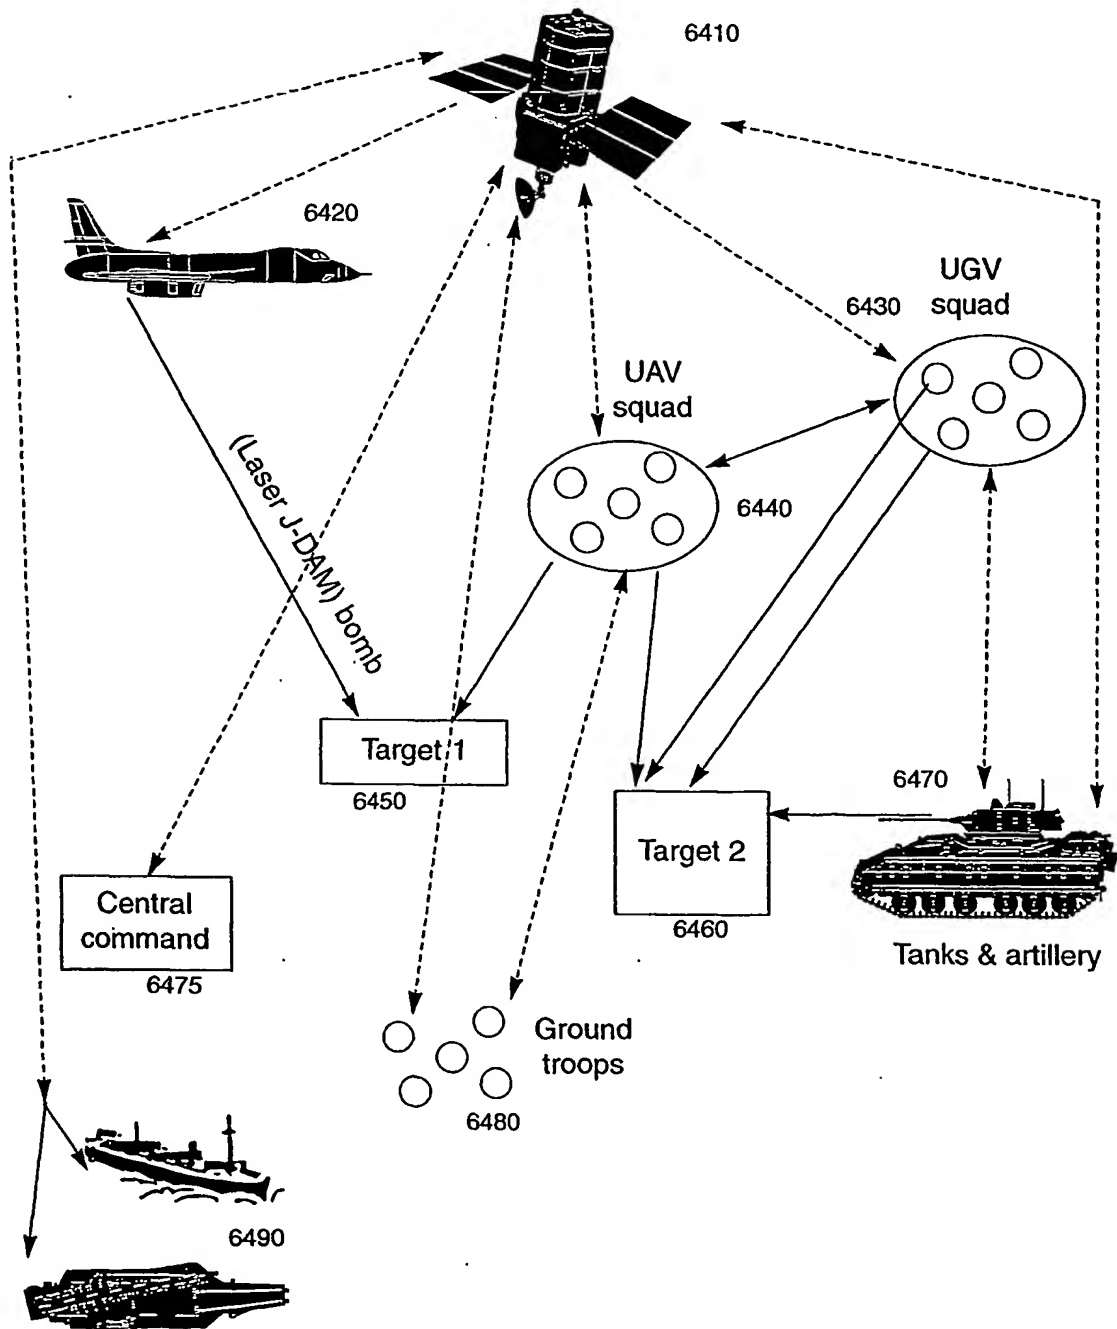 6410
6420
UGV
squad
6430
UAV
squad
6440
(Laser J-DAM) bomb
Target 1
6450
6470
Target 2
6460
Central
command
6475
Tanks & artillery
Ground
troops
6480
6490